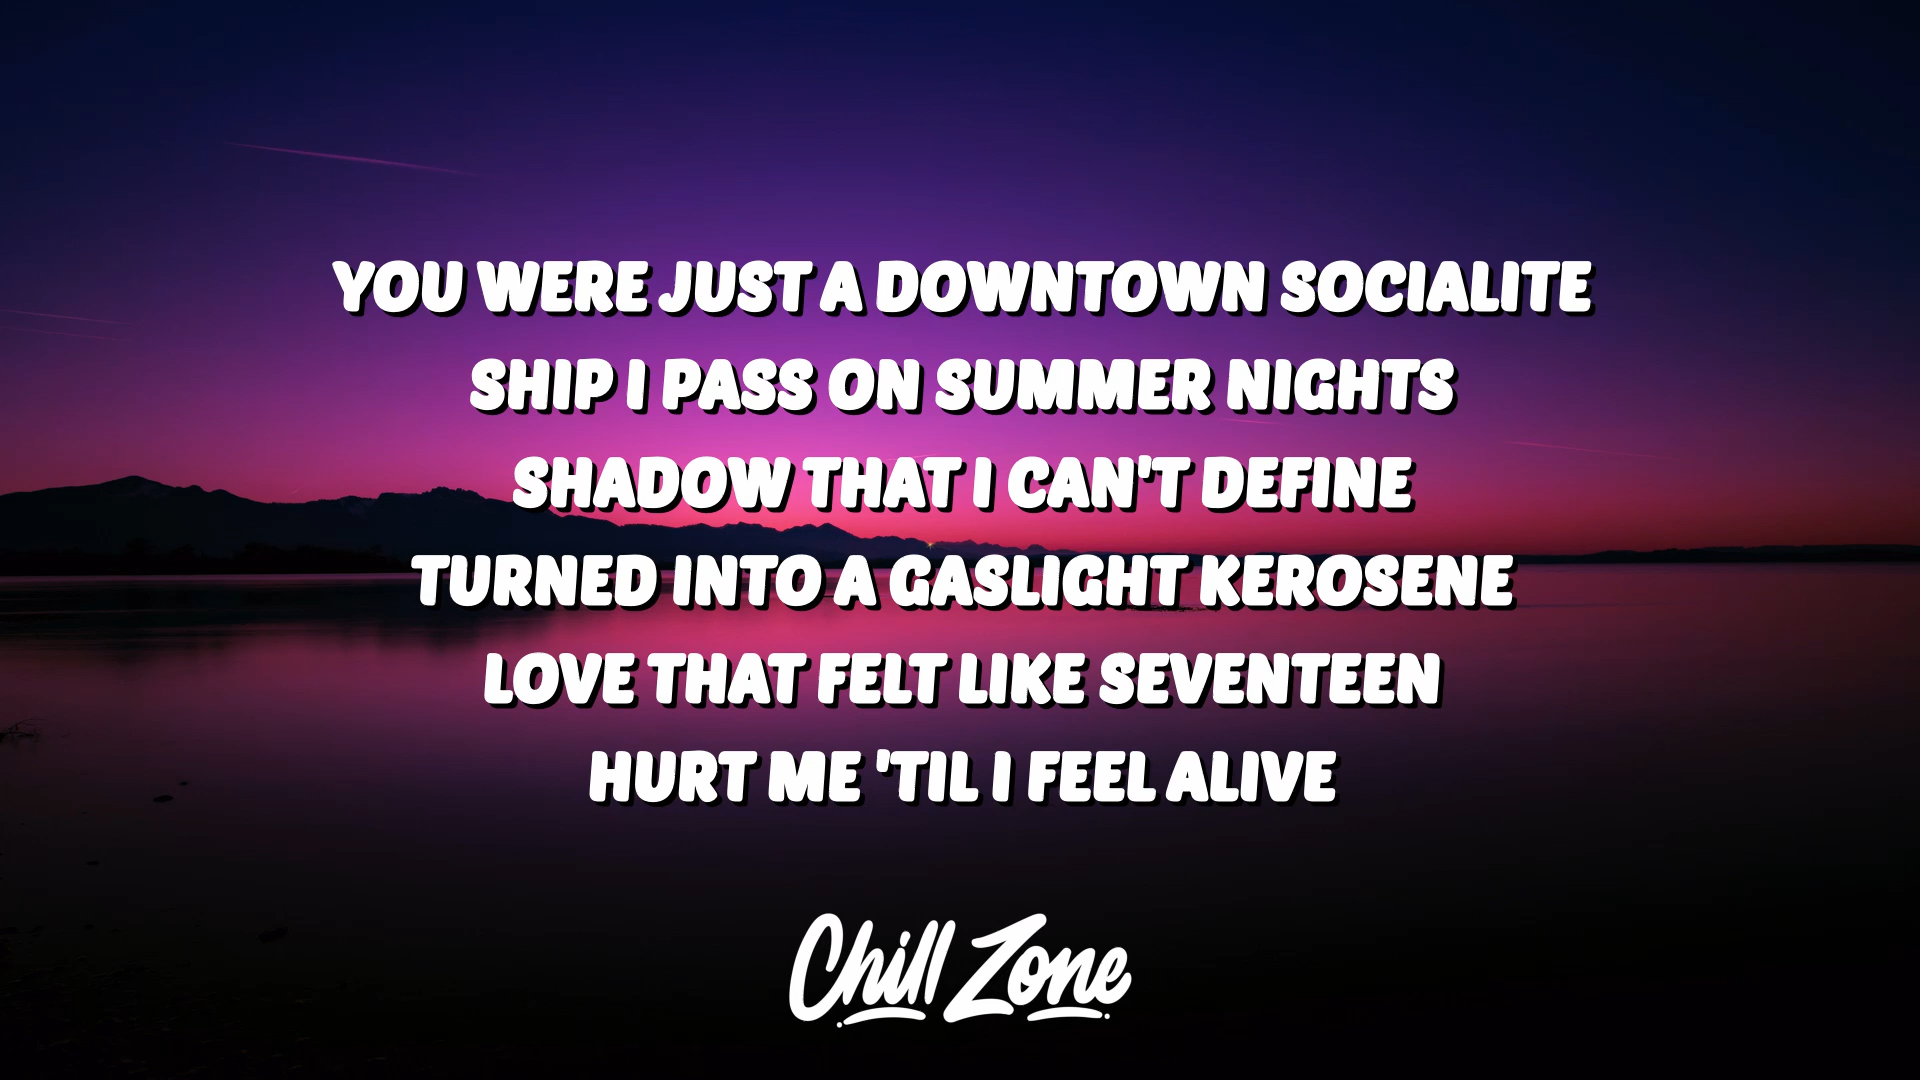 YOU WERE JUST A DOWNTOWN SOCIALITE
SHIP I PASS ON SUMMER NIGHTS
SHADOW THAT I CAN'T DEFINE
TURNED INTO A GASLIGHT KEROSENE
LOVE THAT FELT LIKE SEVENTEEN
HURT ME 'TIL I FEEL ALIVE
Chill Zone